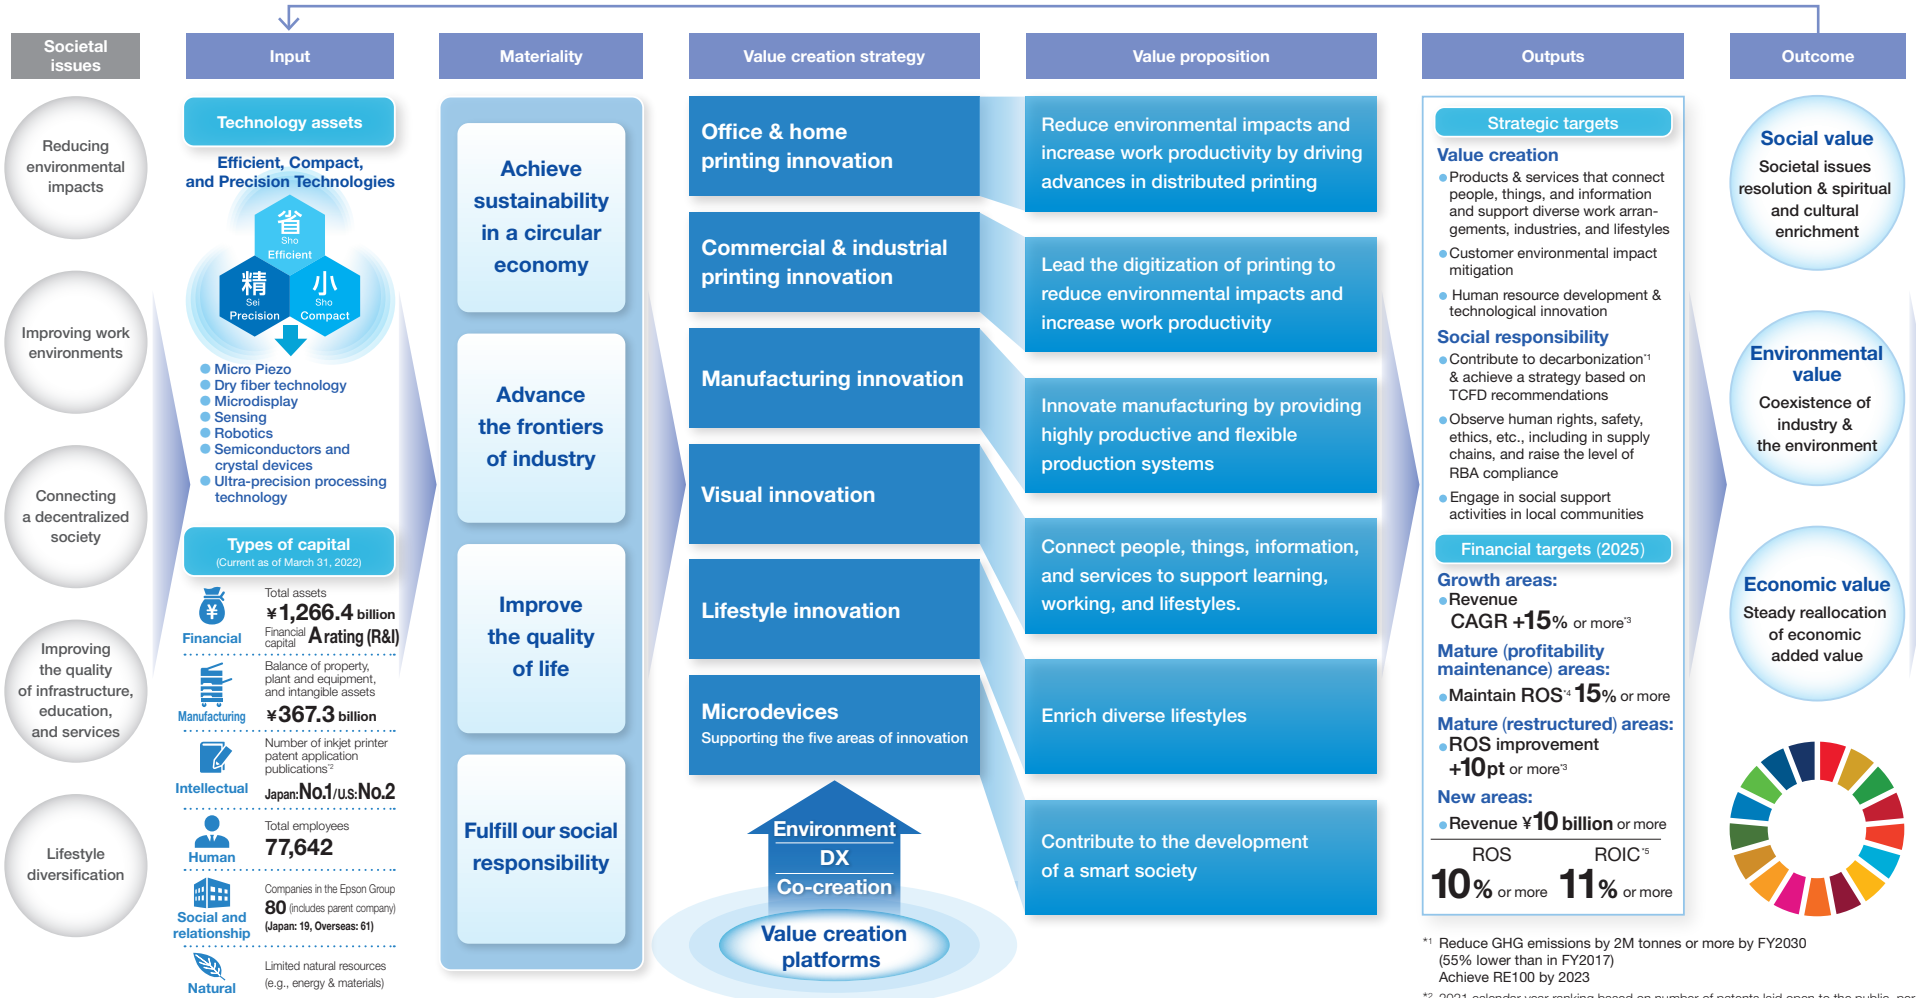 Societal
issues
Reducing
environmental
impacts
Improving work
environments
Connecting
a decentralized
society
Improving
the quality
of infrastructure,
education,
and services
Lifestyle
diversification
Input
Technology assets
Efficient, Compact,
and Precision Technologies
省
Sho
Efficient
精
Sei
Precision
小
Sho
Compact
● Micro Piezo
● Dry fiber technology
● Microdisplay
● Sensing
● Robotics
● Semiconductors and
crystal devices
● Ultra-precision processing
technology
Types of capital
(Current as of March 31, 2022)
¥
Financial
Total assets
¥1,266.4 billion
Financial
capital A rating (R&I)
Manufacturing
Balance of property,
plant and equipment,
and intangible assets
¥367.3 billion
Intellectual
Number of inkjet printer
patent application
publications*2
Japan: No.1/U.S: No.2
Human
Total employees
77,642
Social and
relationship
Companies in the Epson Group
80 (includes parent company)
(Japan: 19, Overseas: 61)
Natural
Limited natural resources
(e.g., energy & materials)
Materiality
Achieve
sustainability
in a circular
economy
Advance
the frontiers
of industry
Improve
the quality
of life
Fulfill our social
responsibility
Value creation strategy
Office & home
printing innovation
Commercial & industrial
printing innovation
Manufacturing innovation
Visual innovation
Lifestyle innovation
Microdevices
Supporting the five areas of innovation
Environment
DX
Co-creation
Value creation
platforms
Value proposition
Reduce environmental impacts and
increase work productivity by driving
advances in distributed printing
Lead the digitization of printing to
reduce environmental impacts and
increase work productivity
Innovate manufacturing by providing
highly productive and flexible
production systems
Connect people, things, information,
and services to support learning,
working, and lifestyles.
Enrich diverse lifestyles
Contribute to the development
of a smart society
Outputs
Strategic targets
Value creation
● Products & services that connect
people, things, and information
and support diverse work arran-
gements, industries, and lifestyles
● Customer environmental impact
mitigation
● Human resource development &
technological innovation
Social responsibility
● Contribute to decarbonization*1
& achieve a strategy based on
TCFD recommendations
● Observe human rights, safety,
ethics, etc., including in supply
chains, and raise the level of
RBA compliance
● Engage in social support
activities in local communities
Financial targets (2025)
Growth areas:
● Revenue
CAGR +15% or more*3
Mature (profitability
maintenance) areas:
● Maintain ROS*4 15% or more
Mature (restructured) areas:
● ROS improvement
+10pt or more*3
New areas:
● Revenue ¥10 billion or more
ROS
10% or more
ROIC*5
11% or more
*1 Reduce GHG emissions by 2M tonnes or more by FY2030
(55% lower than in FY2017)
Achieve RE100 by 2023
*2 2021 calendar year ranking based on number of patents laid open to the public, per
Outcome
Social value
Societal issues
resolution & spiritual
and cultural
enrichment
Environmental
value
Coexistence of
industry &
the environment
Economic value
Steady reallocation
of economic
added value